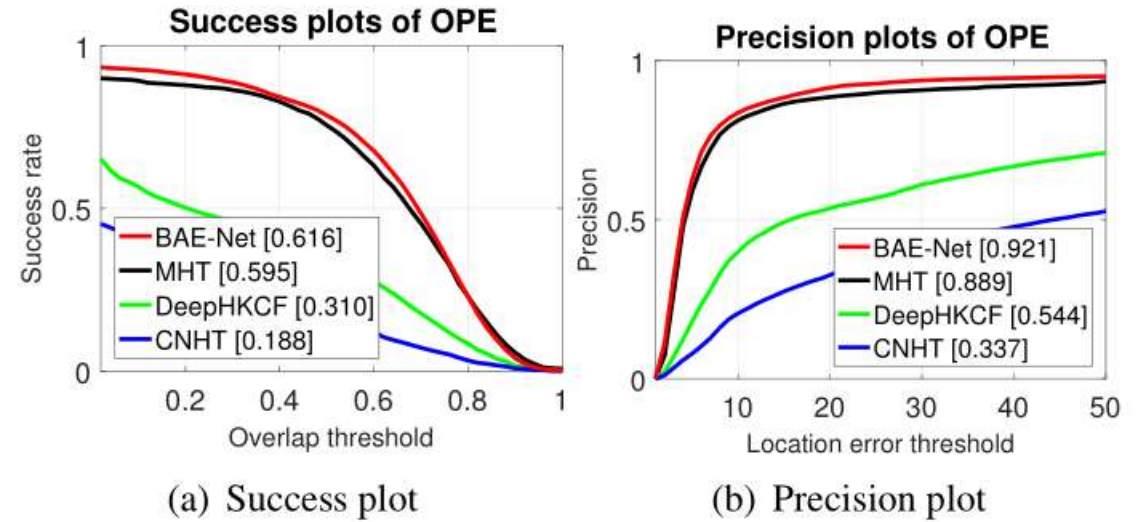 Success plots of OPE
1
0.5
0
Success rate
BAE-Net [0.616]
MHT [0.595]
DeepHKCF [0.310]
CNHT [0.188]
0.2 0.4 0.6 0.8 1
Overlap threshold
(a) Success plot
Precision plots of OPE
1
0.5
0
Precision
BAE-Net [0.921]
MHT [0.889]
DeepHKCF [0.544]
CNHT [0.337]
10 20 30 40 50
Location error threshold
(b) Precision plot